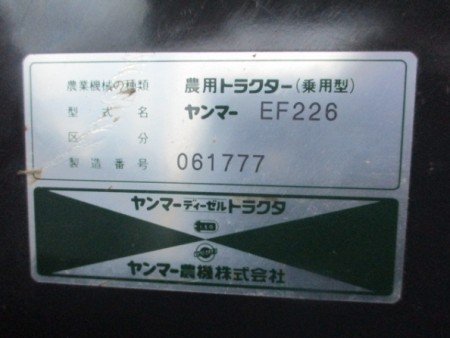 農業機械の種類 農用トラクター(乗用型)
型式名 ヤンマー EF226
区分
製造番号 061777
ヤンマーディーゼルトラクタ
ヤンマー農機株式会社